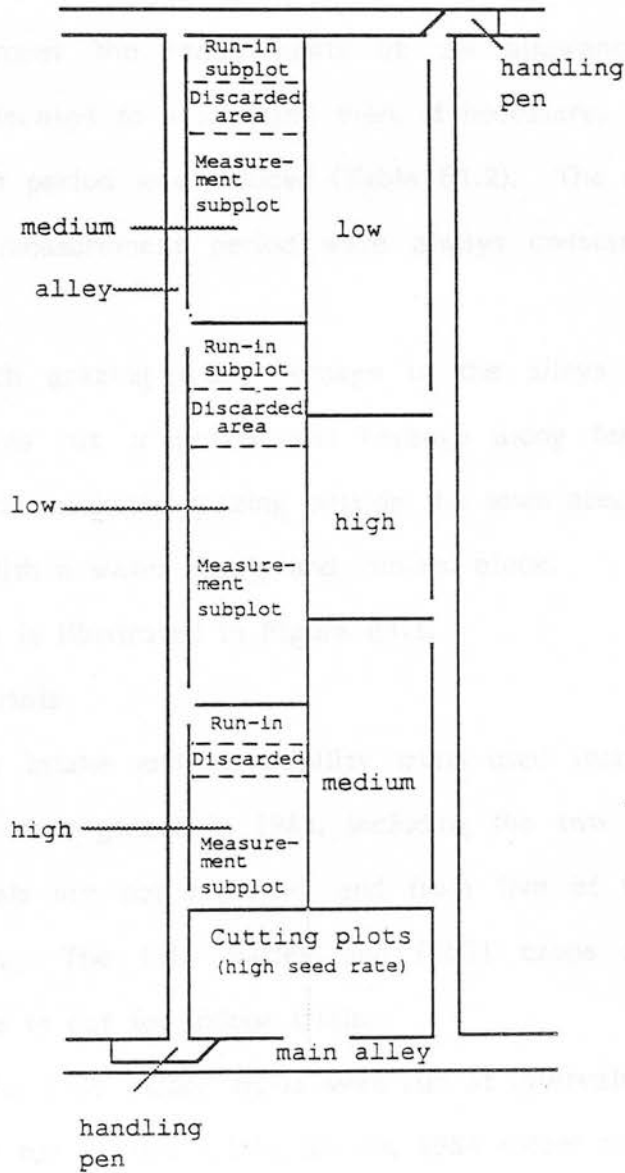 Run-in
subplot
Discarded
area
Measure-
ment
subplot
medium
alley
low
handling
pen
Run-in
subplot
Discarded
area
low
Measure-
ment
subplot
high
Run-in
Discarded
high
Measure-
ment
subplot
medium
Cutting plots
(high seed rate)
main alley
handling
pen